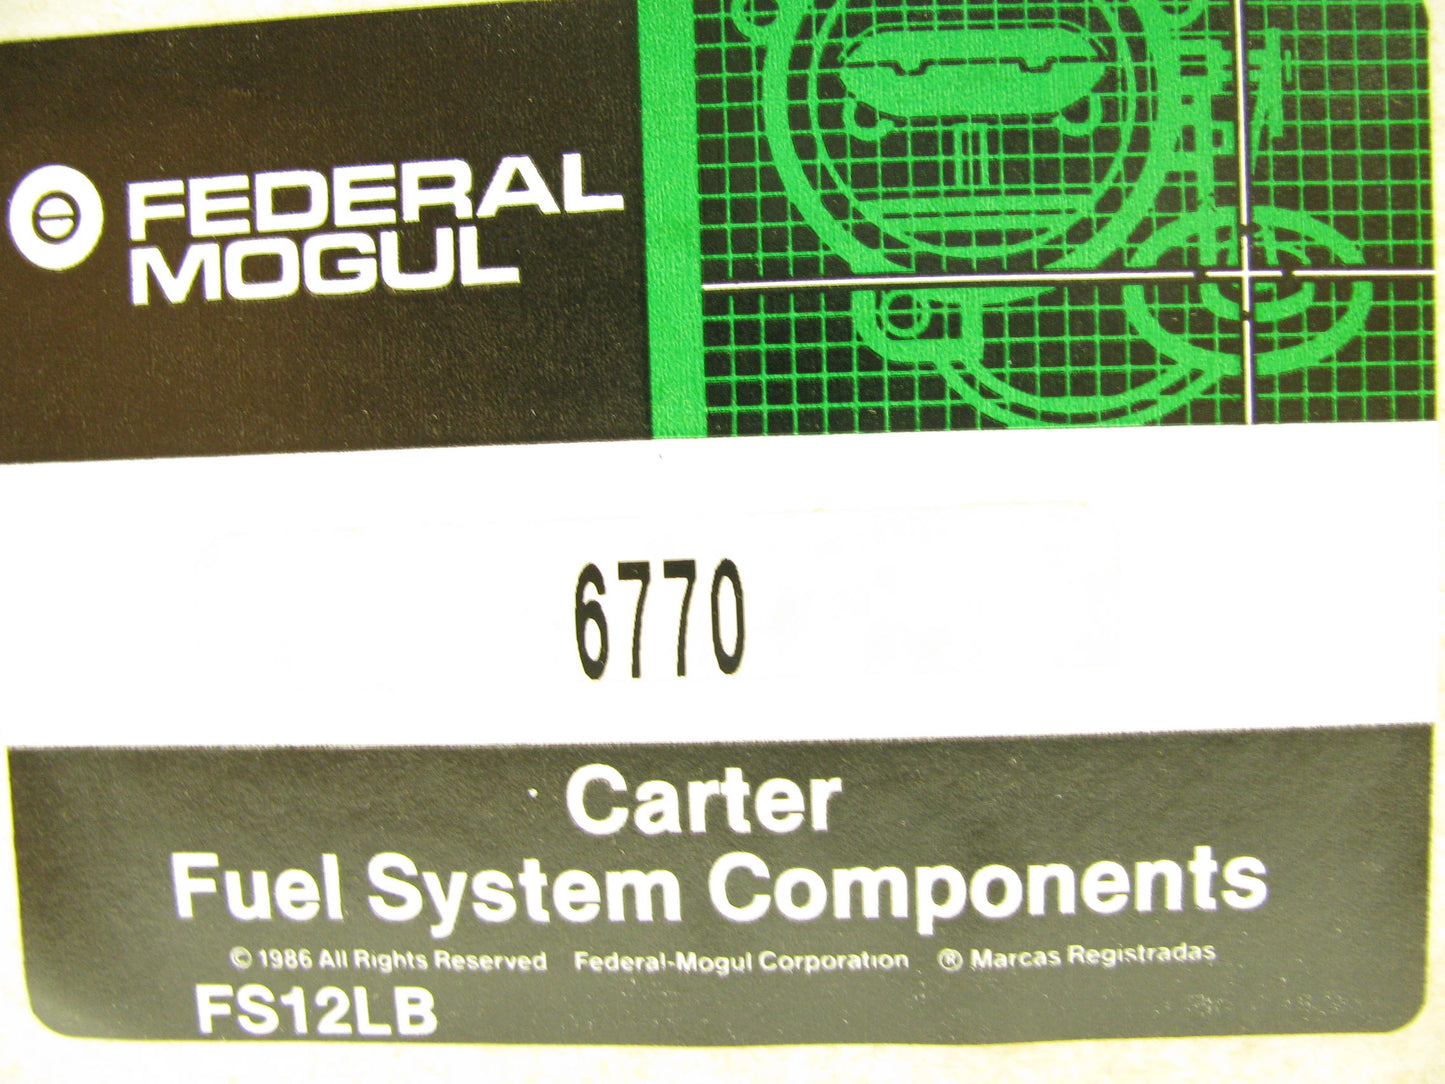 FEDERAL
MOGUL
6770
Carter
Fuel System Components
© 1986 All Rights Reserved Federal-Mogul Corporation ® Marcas Registradas
FS12LB